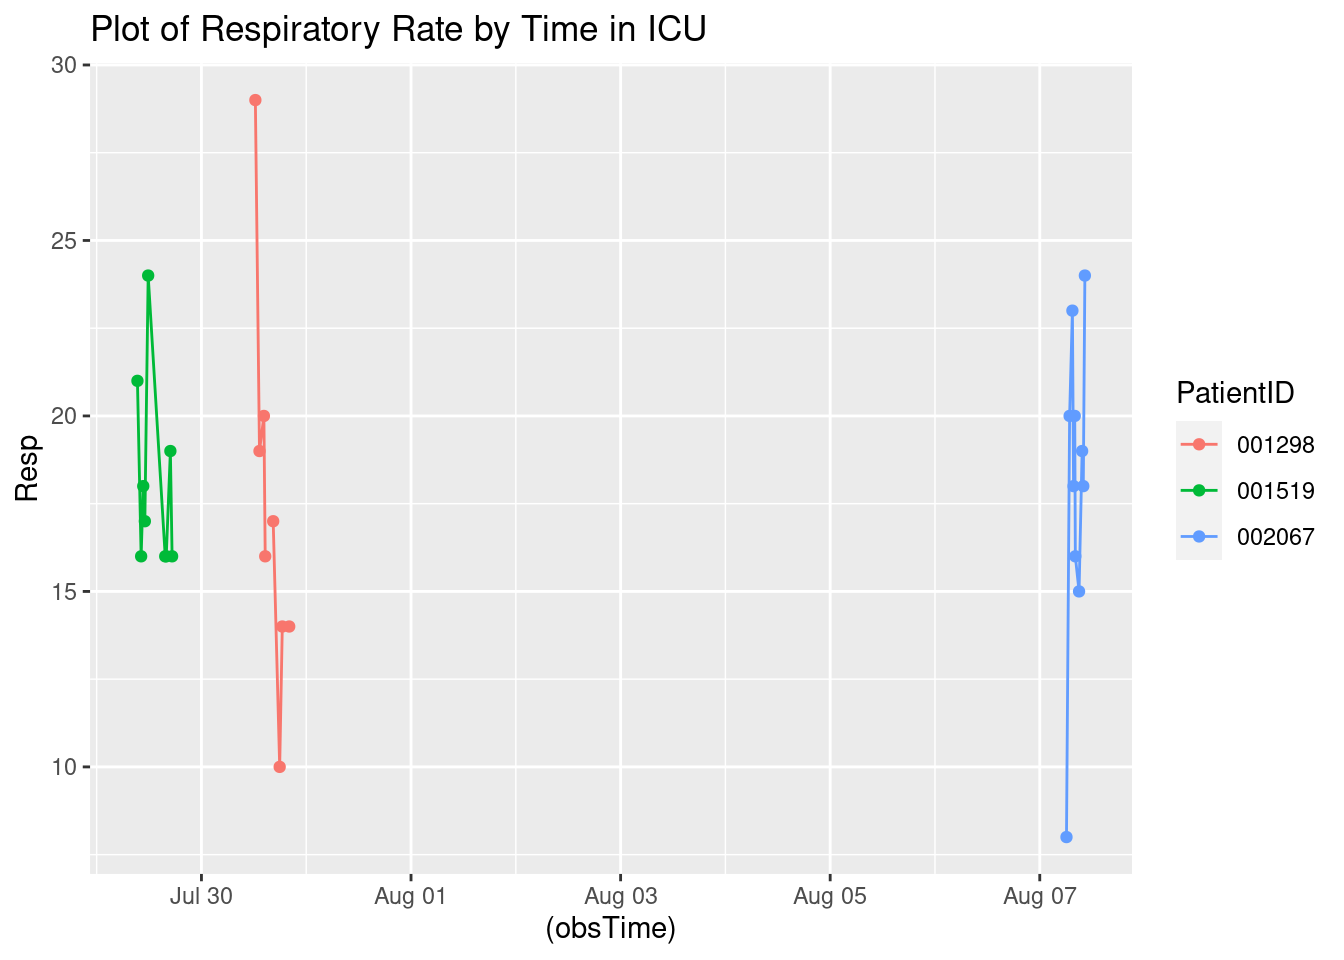 Plot of Respiratory Rate by Time in ICU
30
25
20
15
10
Resp
Jul 30
Aug 01
Aug 03
Aug 05
Aug 07
(obsTime)
PatientID
001298
001519
002067